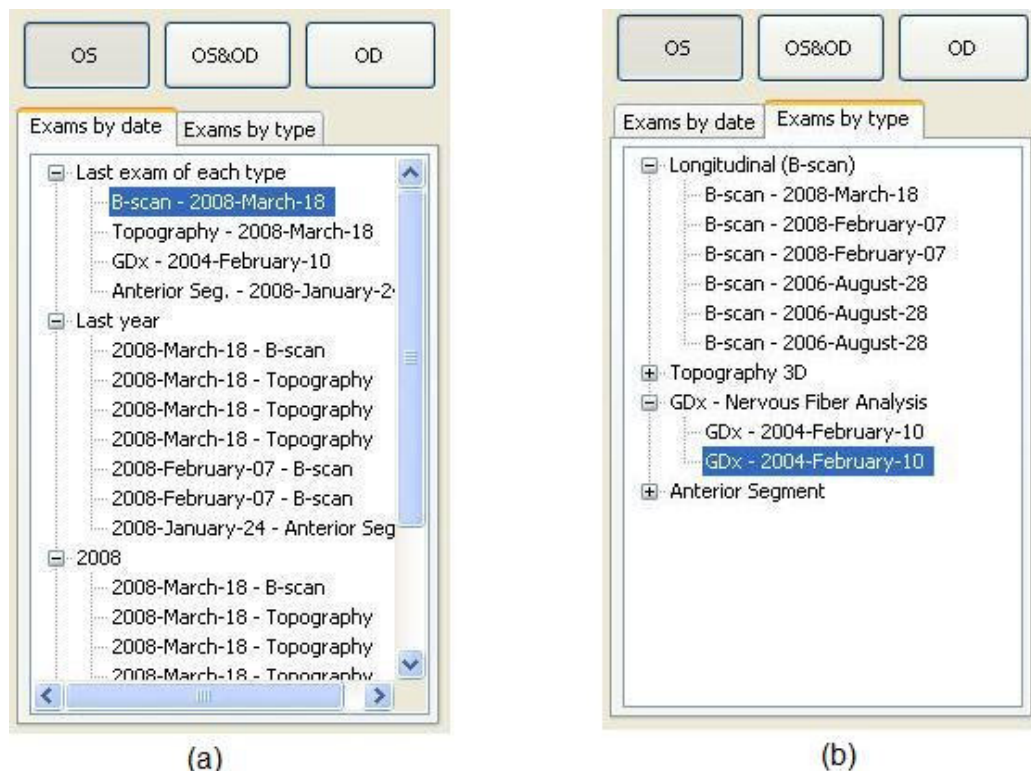 OS
OS&OD
OD
Exams by date
Exams by type
Last exam of each type
B-scan - 2008-March-18
Topography - 2008-March-18
GDx - 2004-February-10
Anterior Seg. - 2008-January-2
Last year
2008-March-18 - B-scan
2008-March-18 - Topography
2008-March-18 - Topography
2008-March-18 - Topography
2008-February-07 - B-scan
2008-February-07 - B-scan
2008-January-24 - Anterior Seg
2008
2008-March-18 - B-scan
2008-March-18 - Topography
2008-March-18 - Topography
2008-March-18 - Topography
(a)
OS
OS&OD
OD
Exams by date
Exams by type
Longitudinal (B-scan)
B-scan - 2008-March-18
B-scan - 2008-February-07
B-scan - 2008-February-07
B-scan - 2006-August-28
B-scan - 2006-August-28
B-scan - 2006-August-28
Topography 3D
GDx - Nervous Fiber Analysis
GDx - 2004-February-10
GDx - 2004-February-10
Anterior Segment
(b)